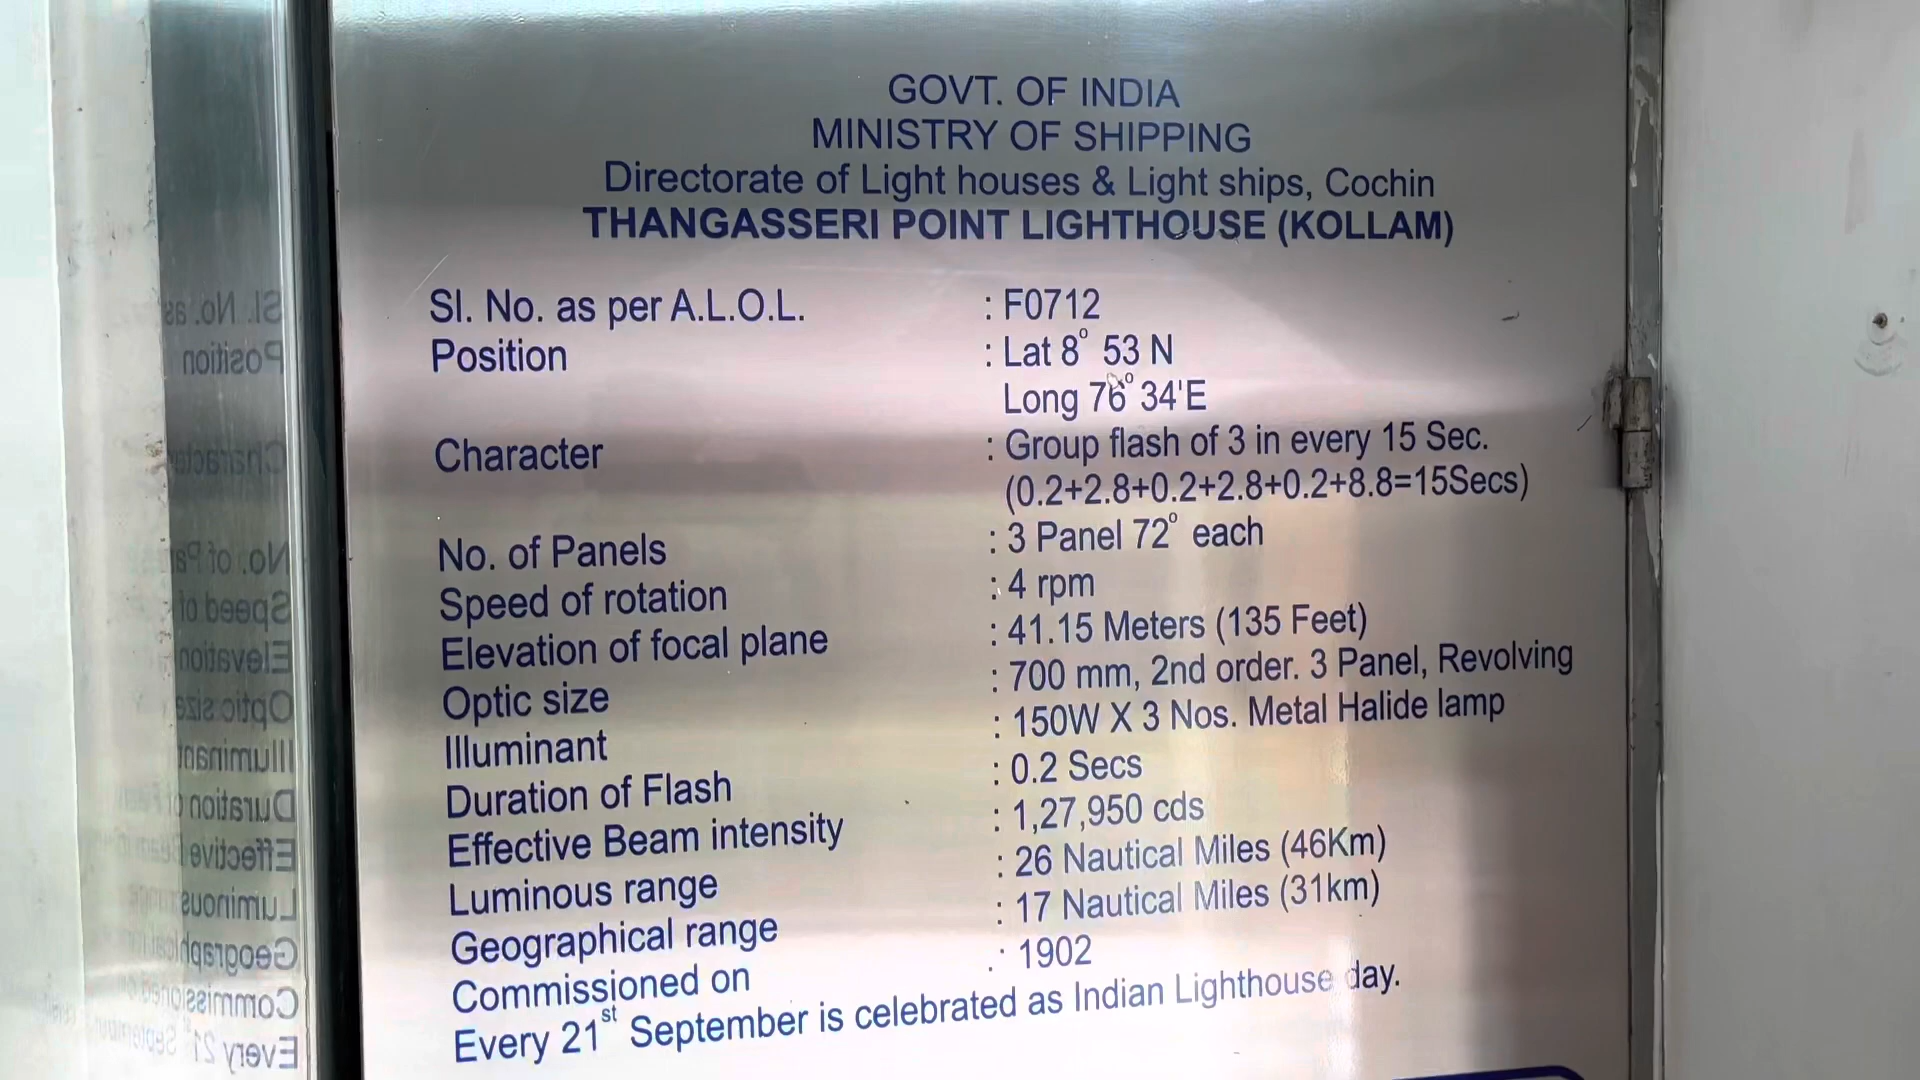 GOVT. OF INDIA
MINISTRY OF SHIPPING
Directorate of Light houses & Light ships, Cochin
THANGASSERI POINT LIGHTHOUSE (KOLLAM)
Sl. No. as per A.L.O.L. : F0712
Position : Lat 8° 53 N
Long 76° 34'E
Character : Group flash of 3 in every 15 Sec.
(0.2+2.8+0.2+2.8+0.2+8.8=15Secs)
No. of Panels : 3 Panel 72° each
Speed of rotation : 4 rpm
Elevation of focal plane : 41.15 Meters (135 Feet)
Optic size : 700 mm, 2nd order. 3 Panel, Revolving
Illuminant : 150W X 3 Nos. Metal Halide lamp
Duration of Flash : 0.2 Secs
Effective Beam intensity : 1,27,950 cds
Luminous range : 26 Nautical Miles (46Km)
Geographical range : 17 Nautical Miles (31km)
Commissioned on : 1902
Every 21st September is celebrated as Indian Lighthouse day.